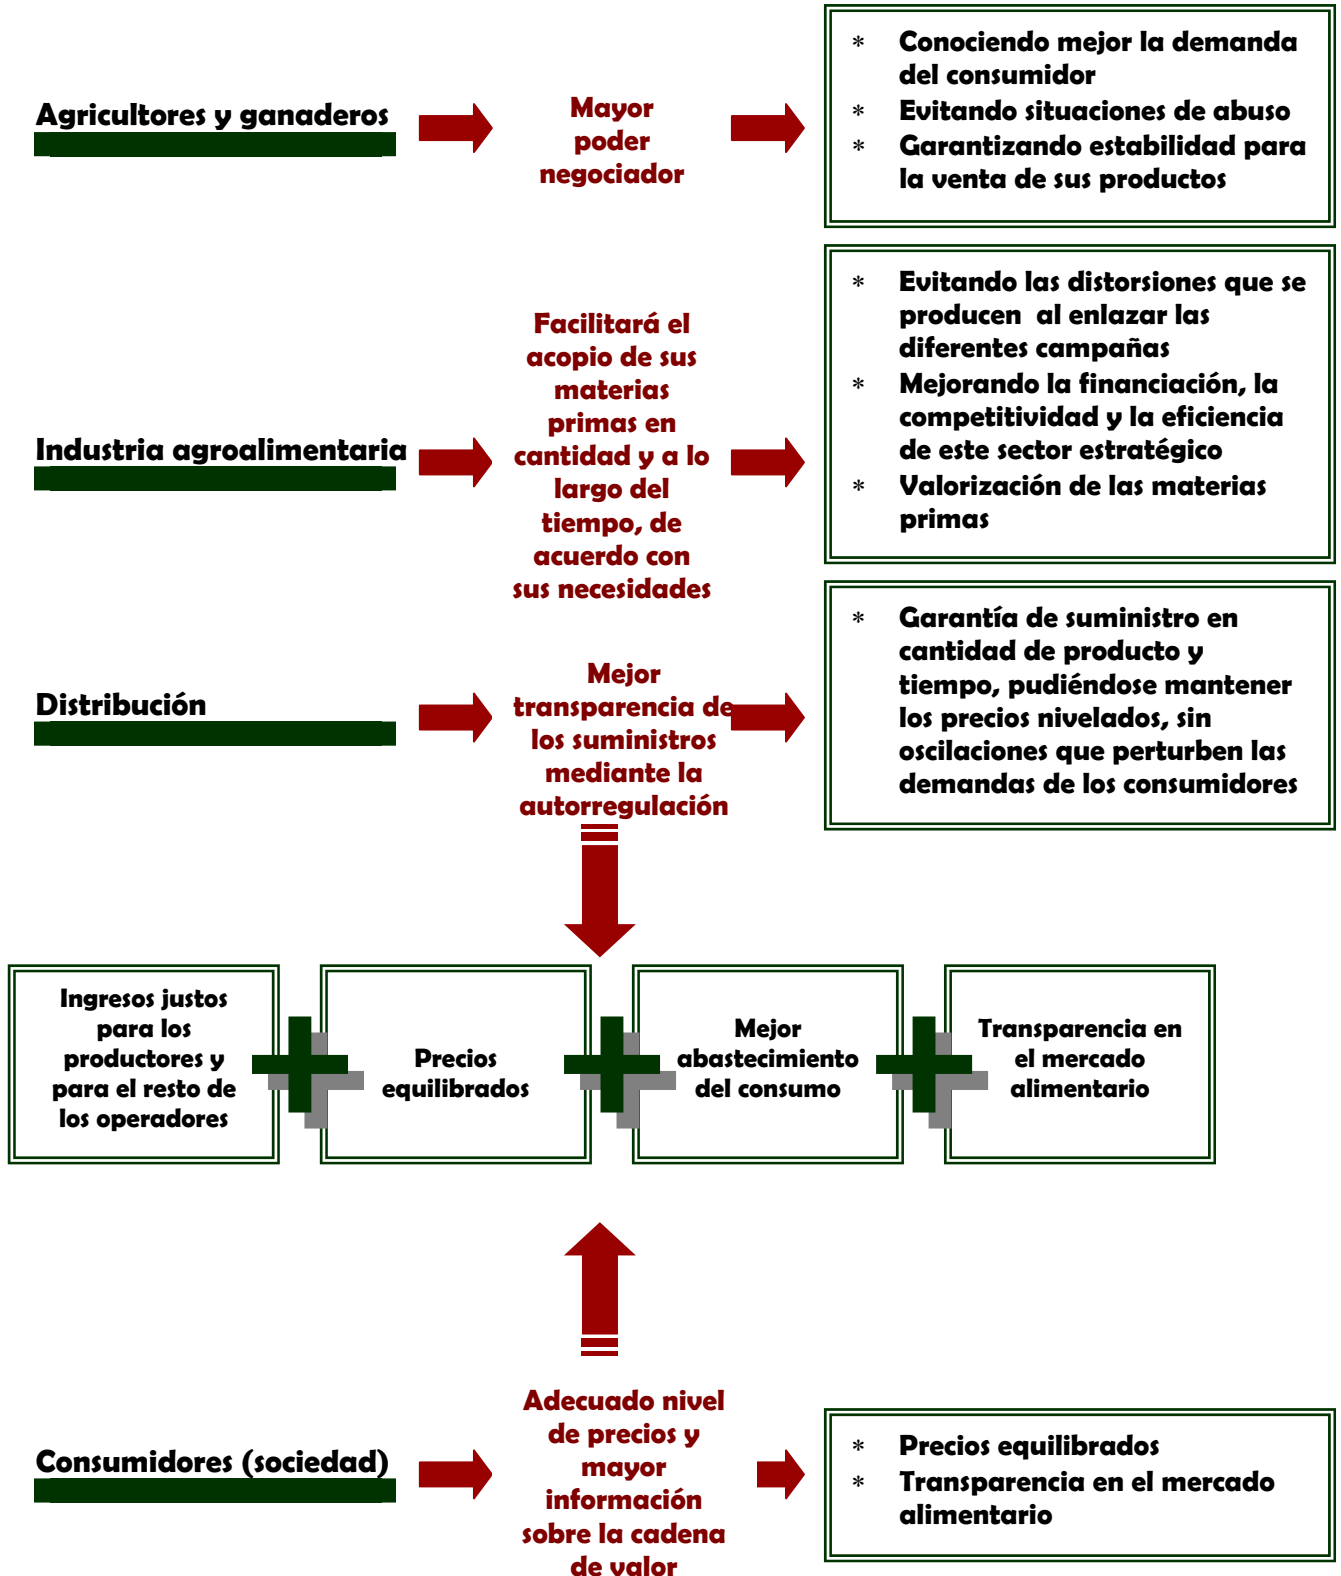 Agricultores y ganaderos
Mayor
poder
negociador
* Conociendo mejor la demanda
del consumidor
* Evitando situaciones de abuso
* Garantizando estabilidad para
la venta de sus productos
Industria agroalimentaria
Facilitará el
acopio de sus
materias
primas en
cantidad y a lo
largo del
tiempo, de
acuerdo con
sus necesidades
* Evitando las distorsiones que se
producen al enlazar las
diferentes campañas
* Mejorando la financiación, la
competitividad y la eficiencia
de este sector estratégico
* Valorización de las materias
primas
Distribución
Mejor
transparencia de
los suministros
mediante la
autorregulación
* Garantía de suministro en
cantidad de producto y
tiempo, pudiéndose mantener
los precios nivelados, sin
oscilaciones que perturben las
demandas de los consumidores
Ingresos justos
para los
productores y
para el resto de
los operadores
Precios
equilibrados
Mejor
abastecimiento
del consumo
Transparencia en
el mercado
alimentario
Consumidores (sociedad)
Adecuado nivel
de precios y
mayor
información
sobre la cadena
de valor
* Precios equilibrados
* Transparencia en el mercado
alimentario